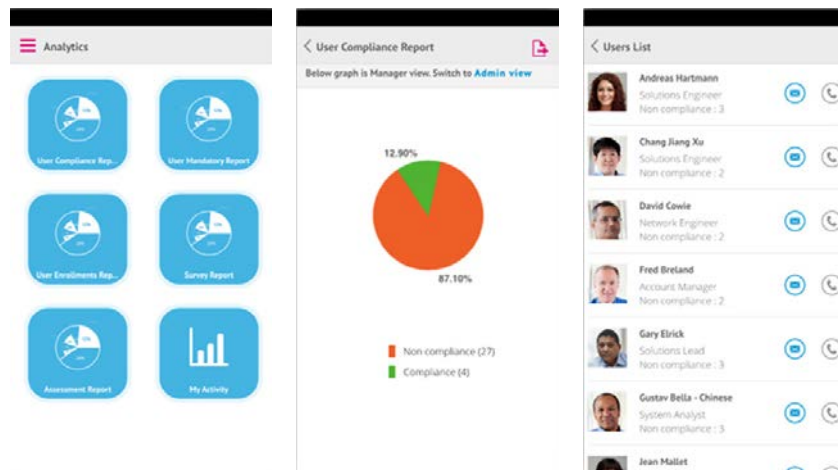 Analytics
User Compliance Rep...
User Mandatory Report
User Enrollments Rep...
Survey Report
Assessment Report
My Activity
User Compliance Report
Below graph is Manager view. Switch to Admin view
12.90%
87.10%
Non compliance (27)
Compliance (4)
Users List
Andreas Hartmann
Solutions Engineer
Non compliance : 3
Chang Jiang Xu
Solutions Engineer
Non compliance : 2
David Cowie
Network Engineer
Non compliance : 2
Fred Breland
Account Manager
Non compliance : 2
Gary Elrick
Solutions Lead
Non compliance : 3
Gustav Bella - Chinese
System Analyst
Non compliance : 3
Jean Mallet